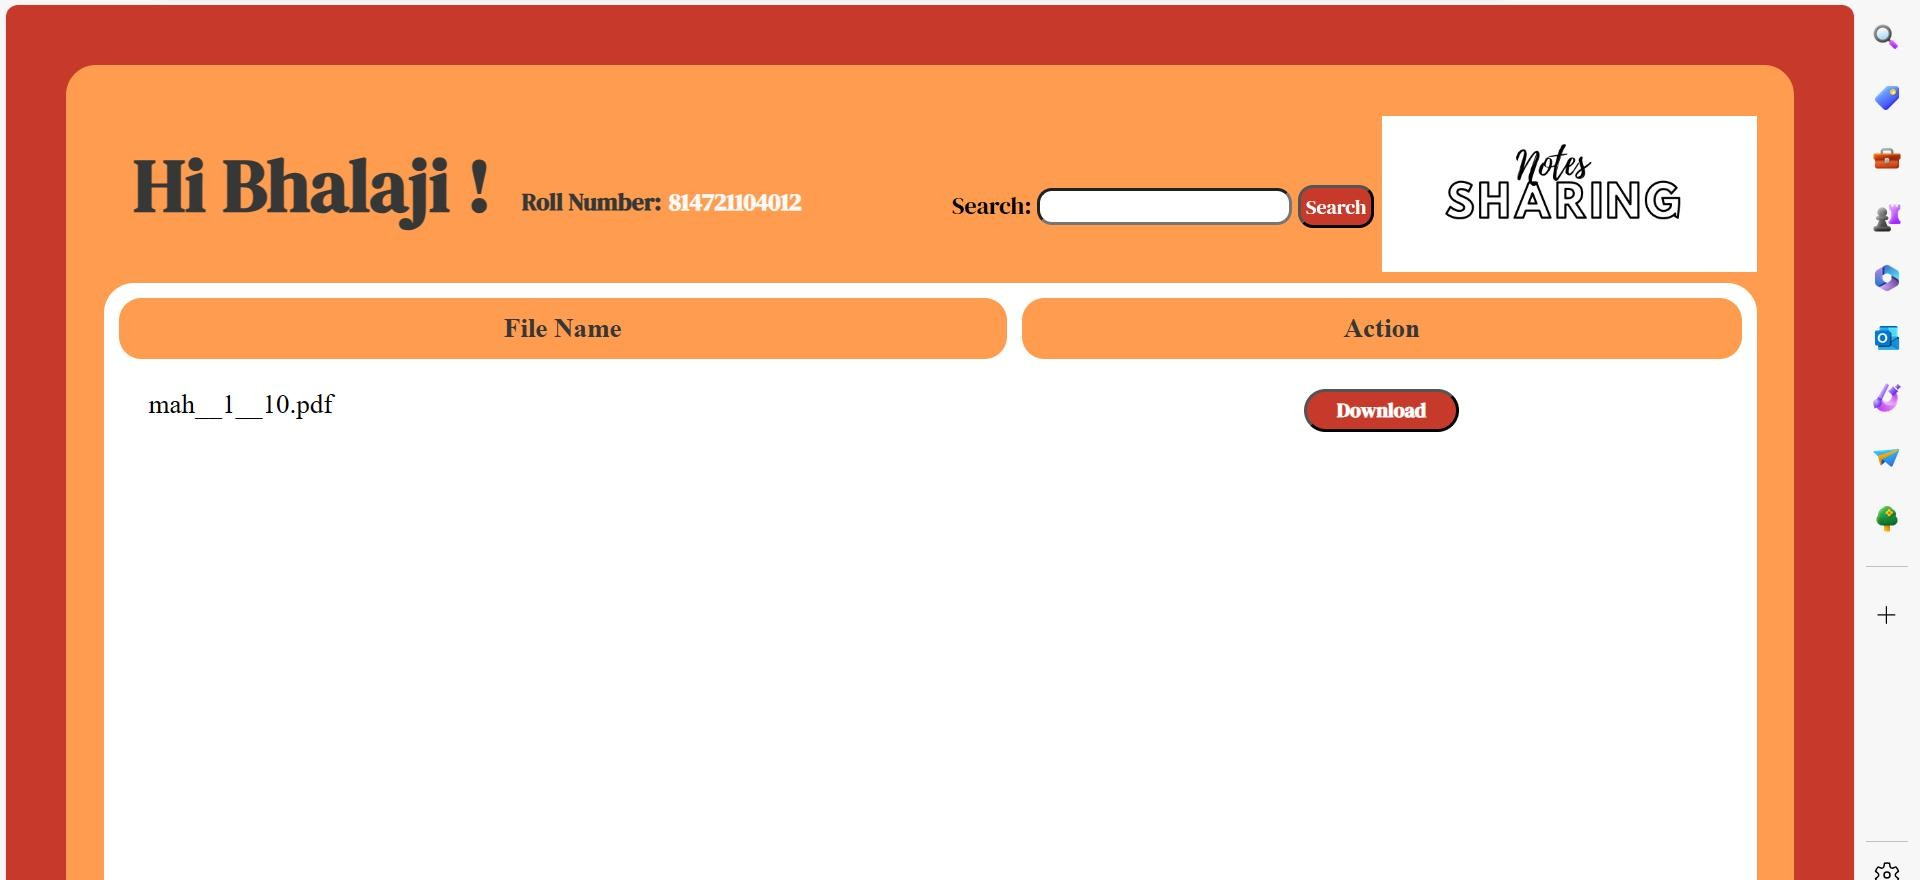 Hi Bhalaji !
Roll Number: 814721104012
Search:
Search
Notes
SHARING
File Name
Action
mah__1__10.pdf
Download